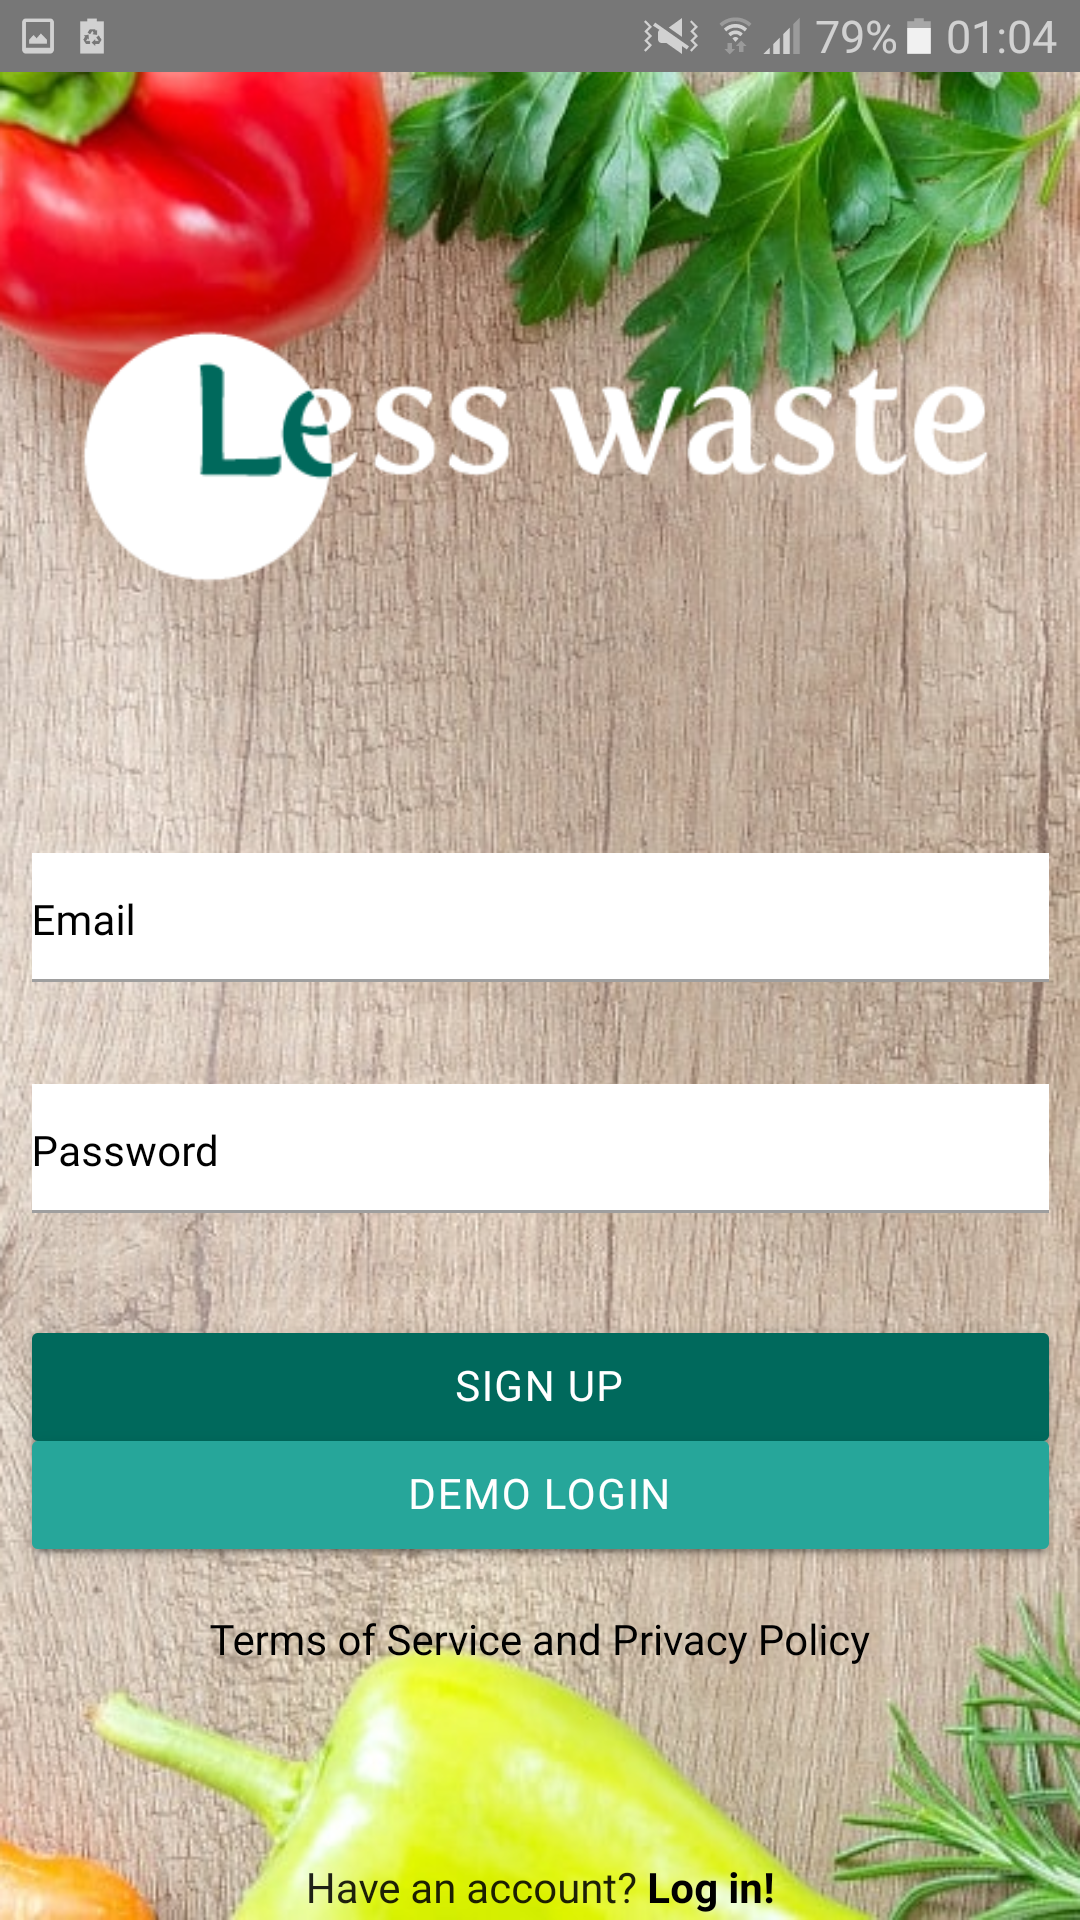 79% 01:04
Less waste
Email
Password
SIGN UP
DEMO LOGIN
Terms of Service and Privacy Policy
Have an account? Log in!